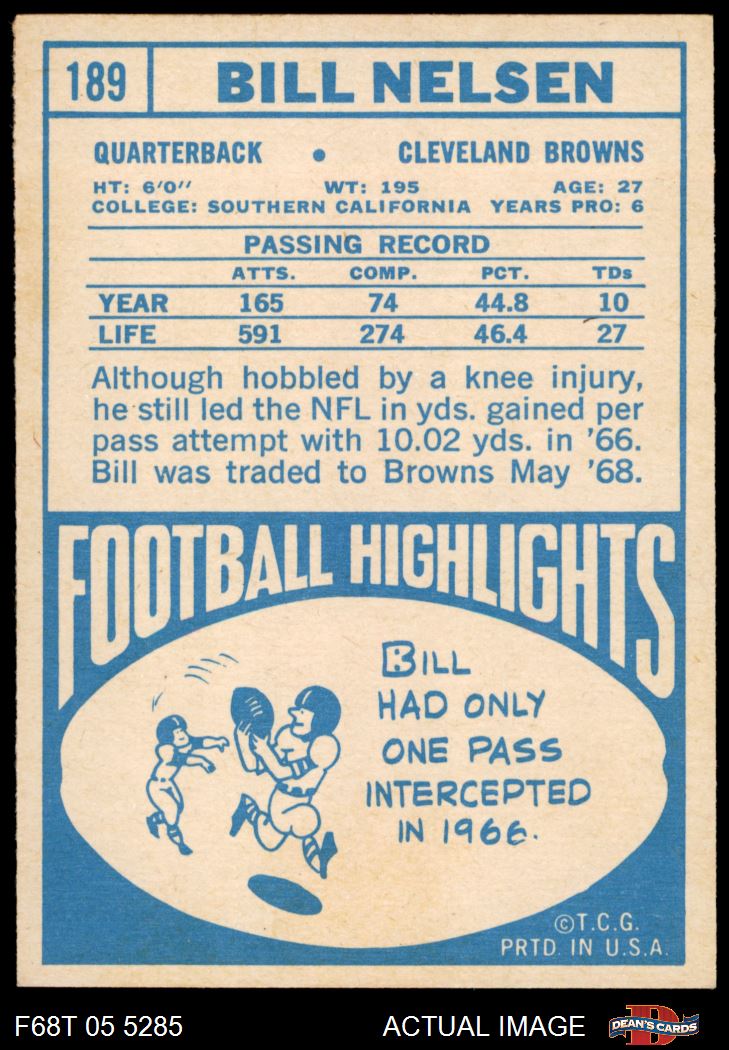 189 BILL NELSEN
QUARTERBACK • CLEVELAND BROWNS
HT: 6'0" WT: 195 AGE: 27
COLLEGE: SOUTHERN CALIFORNIA YEARS PRO: 6
PASSING RECORD
ATTS. COMP. PCT. TDs
YEAR 165 74 44.8 10
LIFE 591 274 46.4 27
Although hobbled by a knee injury,
he still led the NFL in yds. gained per
pass attempt with 10.02 yds. in '66.
Bill was traded to Browns May '68.
FOOTBALL HIGHLIGHTS
BILL
HAD ONLY
ONE PASS
INTERCEPTED
IN 1966.
©T.C.G.
PRTD. IN U.S.A.
F68T 05 5285 ACTUAL IMAGE DEAN'S CARDS